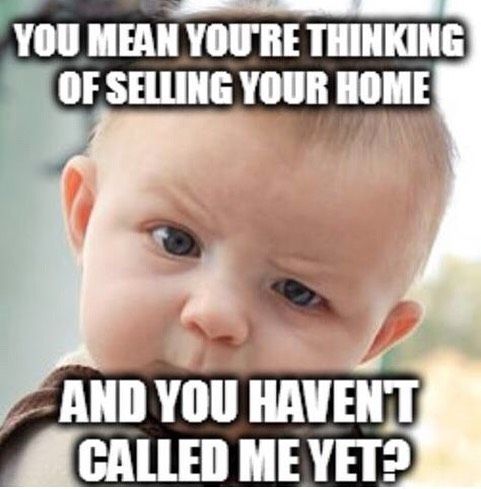 YOU MEAN YOU'RE THINKING
OF SELLING YOUR HOME
AND YOU HAVEN'T
CALLED ME YET?